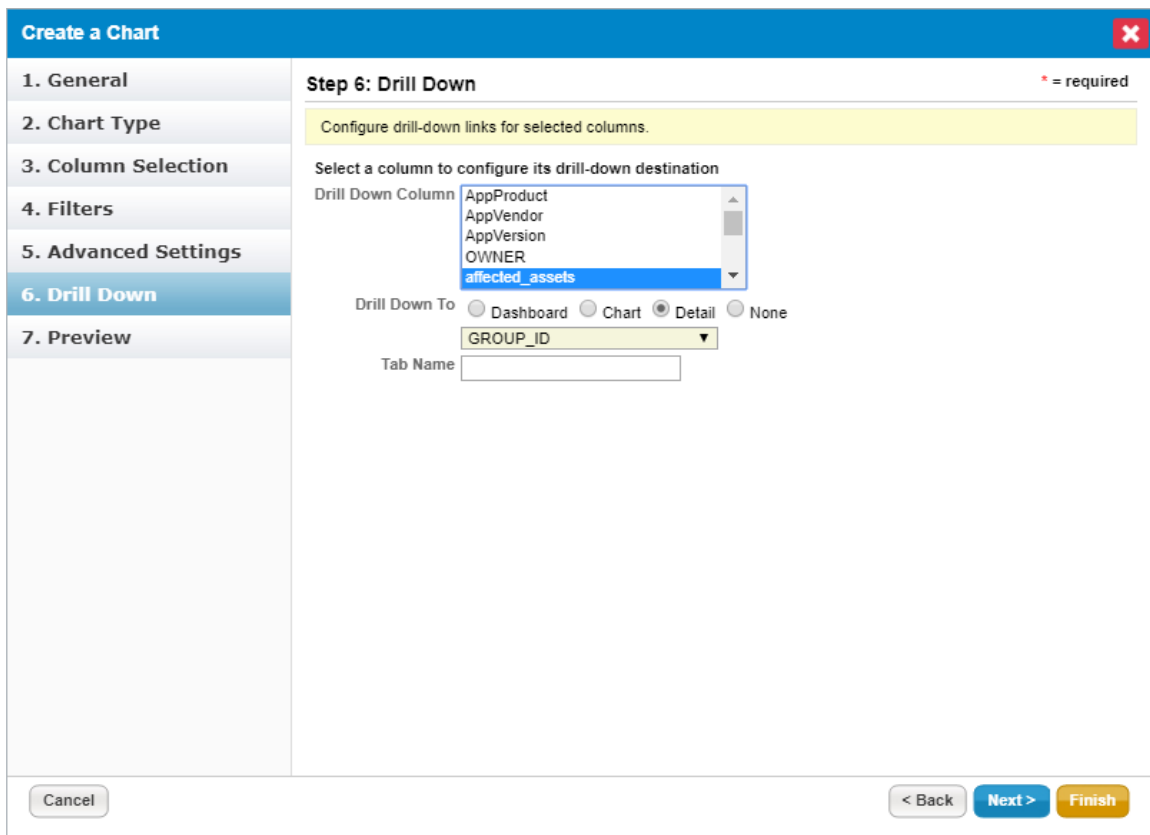 Create a Chart
1. General
2. Chart Type
3. Column Selection
4. Filters
5. Advanced Settings
6. Drill Down
7. Preview
Step 6: Drill Down
* = required
Configure drill-down links for selected columns.
Select a column to configure its drill-down destination
Drill Down Column
AppProduct
AppVendor
AppVersion
OWNER
affected_assets
Drill Down To
Dashboard Chart Detail None
GROUP_ID
Tab Name
Cancel
< Back
Next >
Finish